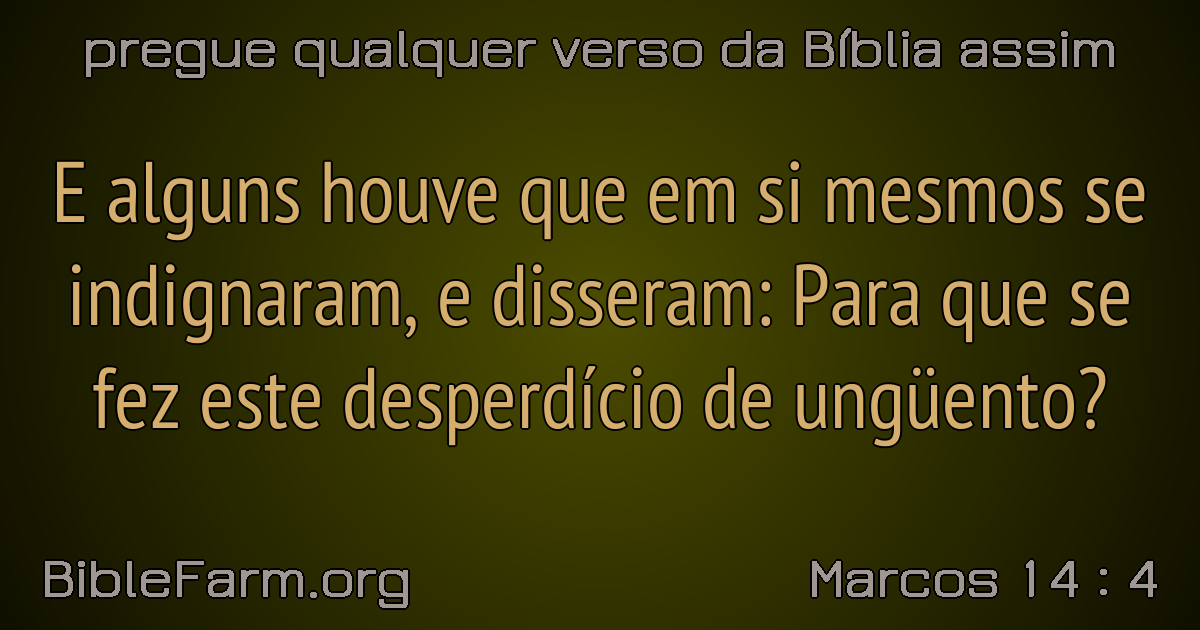 pregue qualquer verso da Bíblia assim
E alguns houve que em si mesmos se
indignaram, e disseram: Para que se
fez este desperdício de ungüento?
BibleFarm.org
Marcos 14 : 4